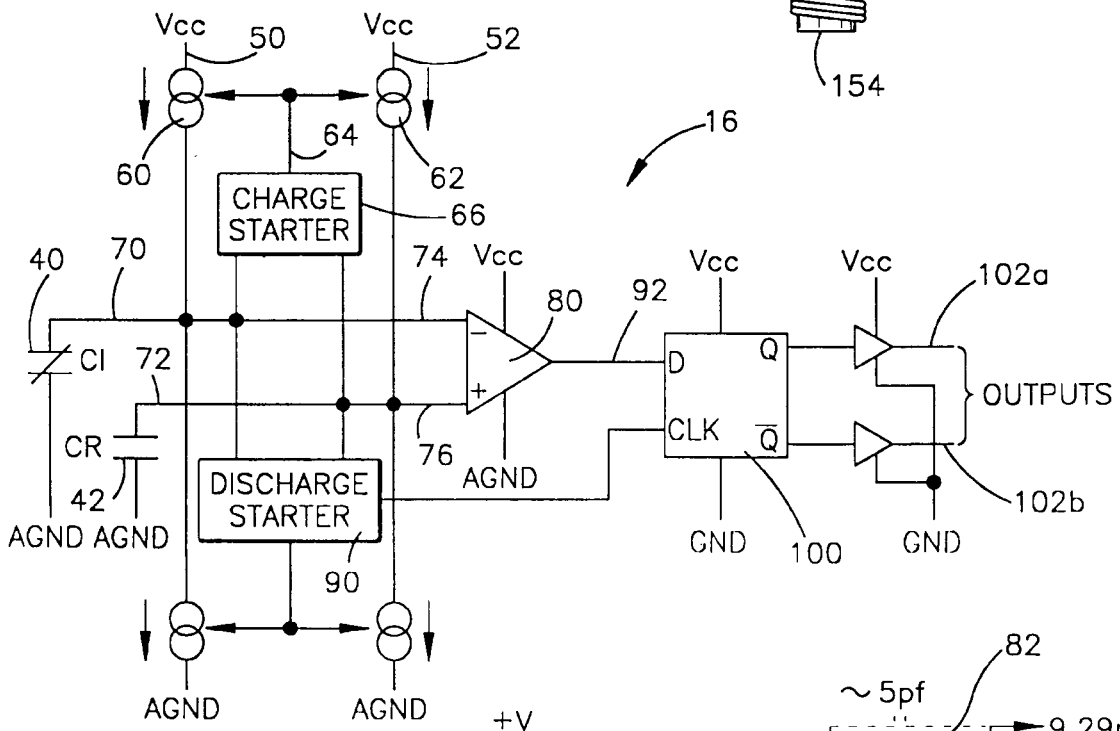 Vcc
50
Vcc
52
154
60
64
62
16
CHARGE
STARTER
66
40
70
74
Vcc
80
92
Vcc
Vcc
102a
CI
72
−
+
D
Q
CLK
Q̅
OUTPUTS
CR
42
76
AGND
DISCHARGE
STARTER
90
AGND
AGND
GND
100
GND
102b
AGND
AGND
+V
82
~ 5pf